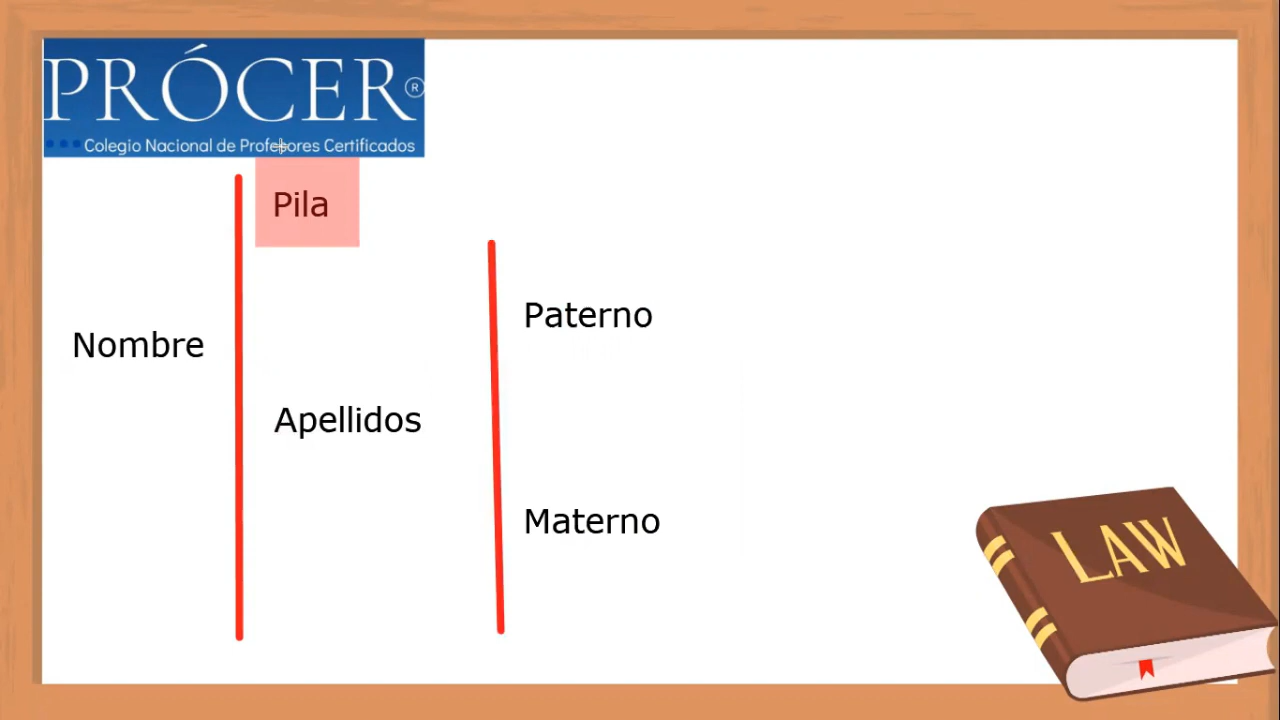 PRÓCER®
Colegio Nacional de Profesores Certificados
Pila
Paterno
Nombre
Apellidos
Materno
LAW